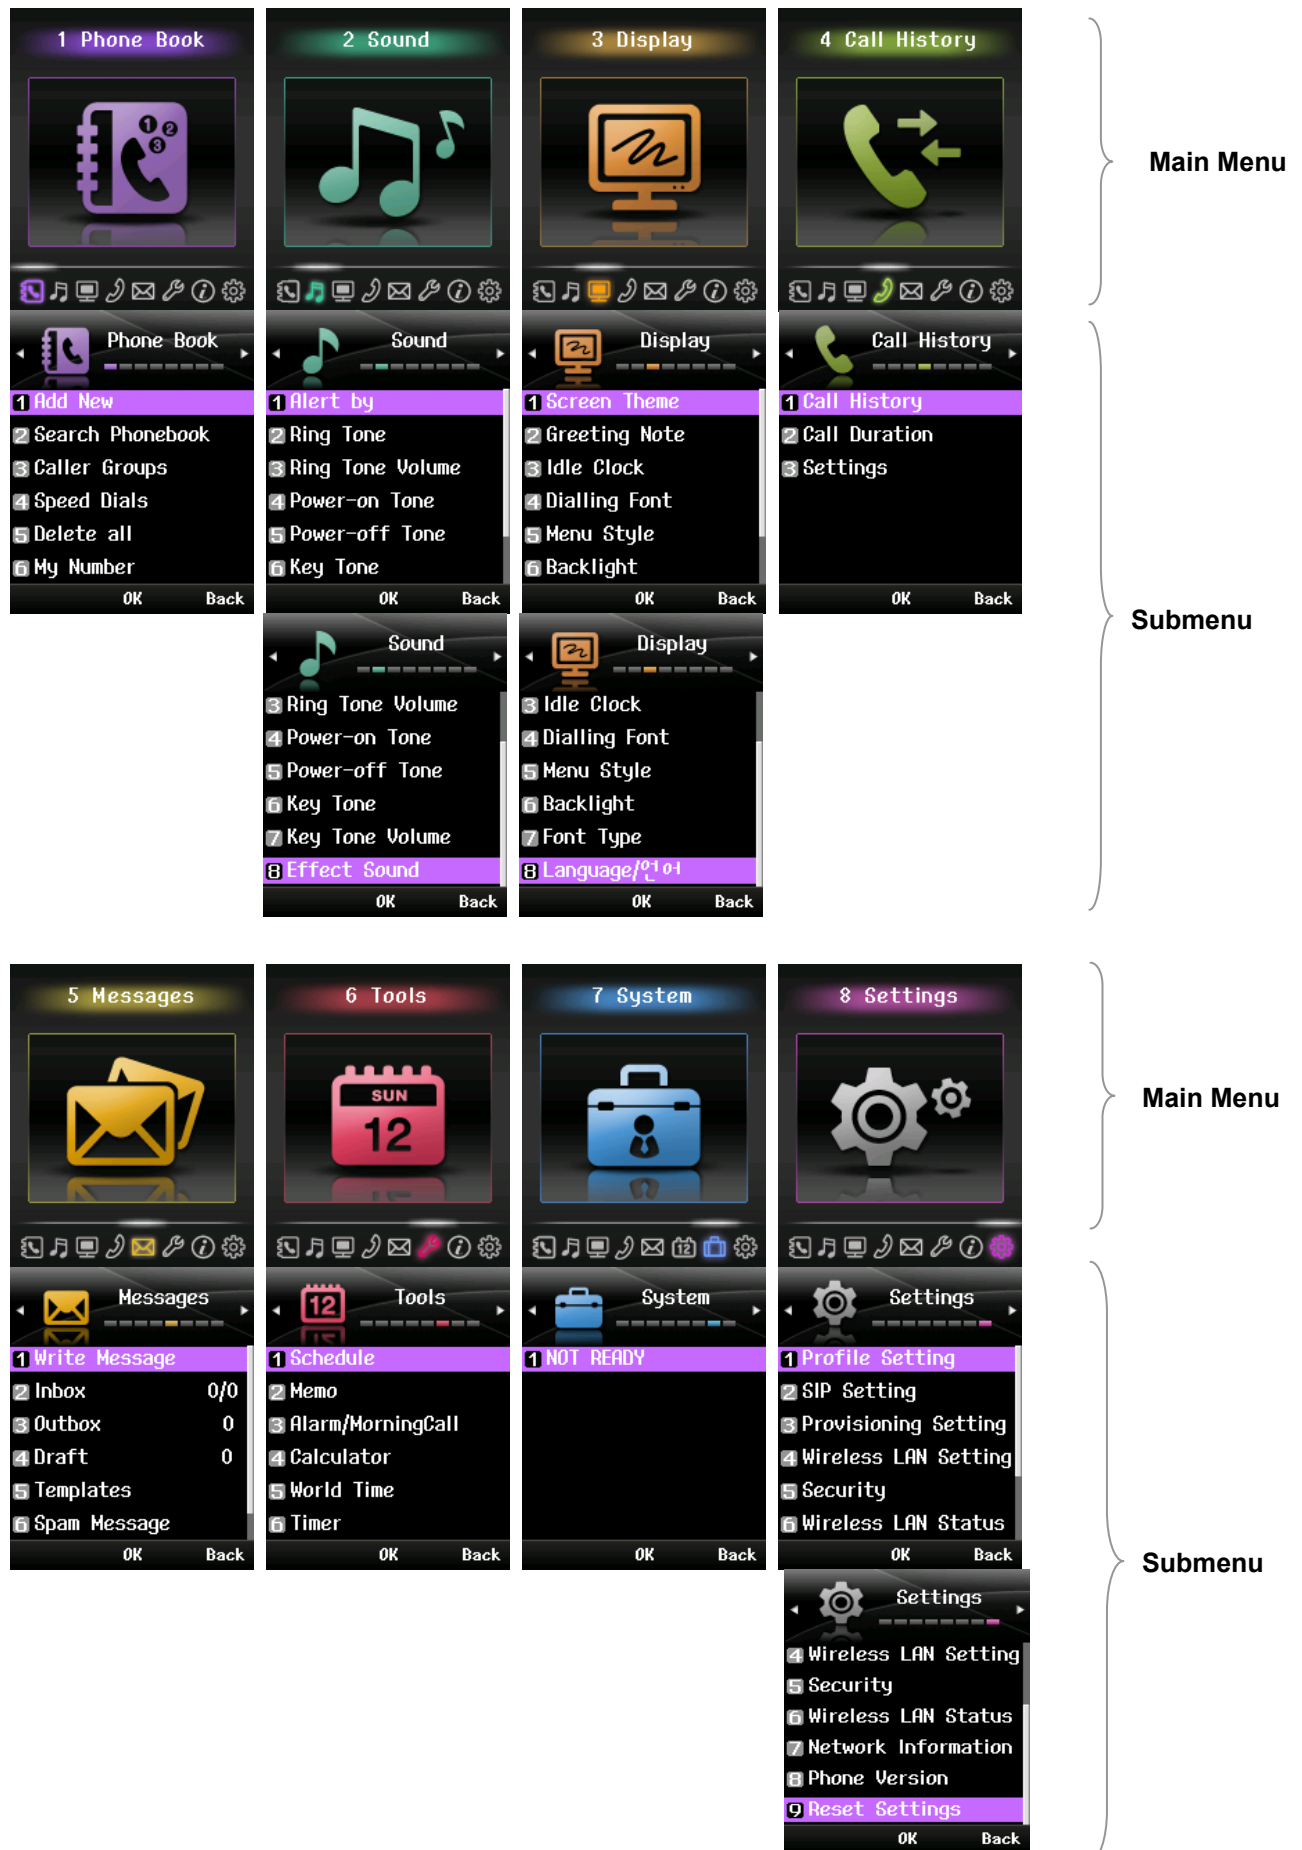 1 Phone Book
2 Sound
3 Display
4 Call History
Main Menu
Phone Book
1 Add New
2 Search Phonebook
3 Caller Groups
4 Speed Dials
5 Delete all
6 My Number
OK Back
Sound
1 Alert by
2 Ring Tone
3 Ring Tone Volume
4 Power-on Tone
5 Power-off Tone
6 Key Tone
OK Back
Display
1 Screen Theme
2 Greeting Note
3 Idle Clock
4 Dialling Font
5 Menu Style
6 Backlight
OK Back
Call History
1 Call History
2 Call Duration
3 Settings
OK Back
Submenu
Sound
3 Ring Tone Volume
4 Power-on Tone
5 Power-off Tone
6 Key Tone
7 Key Tone Volume
8 Effect Sound
OK Back
Display
3 Idle Clock
4 Dialling Font
5 Menu Style
6 Backlight
7 Font Type
8 Language/언어
OK Back
5 Messages
6 Tools
SUN
12
7 System
8 Settings
12
Main Menu
Messages
1 Write Message
2 Inbox 0/0
3 Outbox 0
4 Draft 0
5 Templates
6 Spam Message
OK Back
12
Tools
1 Schedule
2 Memo
3 Alarm/MorningCall
4 Calculator
5 World Time
6 Timer
OK Back
System
1 NOT READY
OK Back
Settings
1 Profile Setting
2 SIP Setting
3 Provisioning Setting
4 Wireless LAN Setting
5 Security
6 Wireless LAN Status
OK Back
Submenu
Settings
4 Wireless LAN Setting
5 Security
6 Wireless LAN Status
7 Network Information
8 Phone Version
9 Reset Settings
OK Back